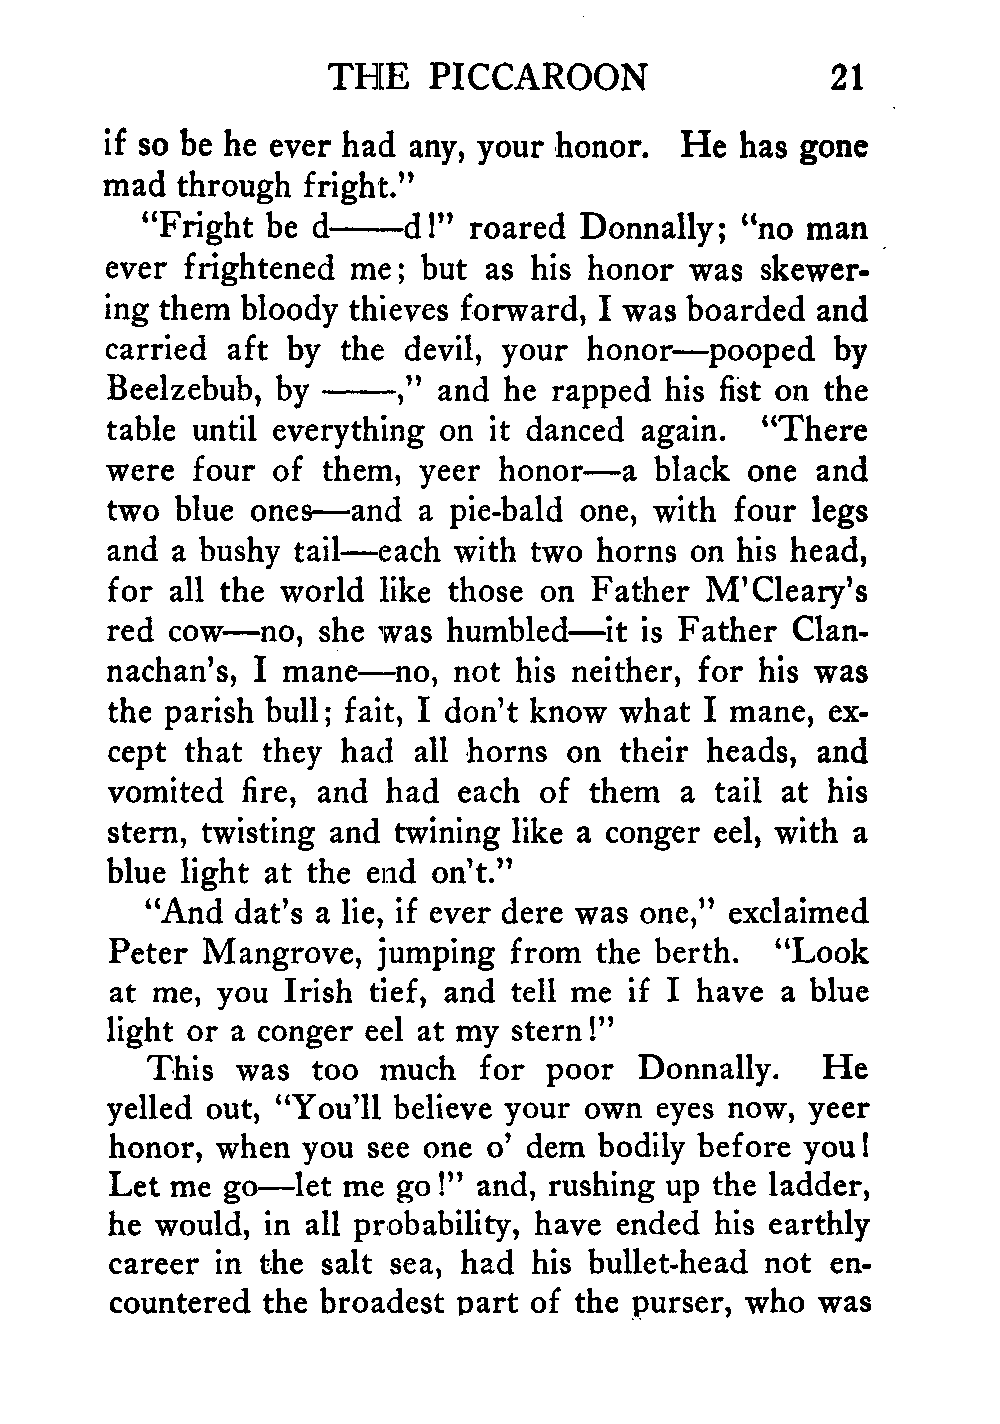 THE PICCAROON 21
if so be he ever had any, your honor. He has gone
mad through fright."
"Fright be d——d!" roared Donnally; "no man
ever frightened me; but as his honor was skewer-
ing them bloody thieves forward, I was boarded and
carried aft by the devil, your honor—pooped by
Beelzebub, by ——," and he rapped his fist on the
table until everything on it danced again. "There
were four of them, yeer honor—a black one and
two blue ones—and a pie-bald one, with four legs
and a bushy tail—each with two horns on his head,
for all the world like those on Father M'Cleary's
red cow—no, she was humbled—it is Father Clan-
nachan's, I mane—no, not his neither, for his was
the parish bull; fait, I don't know what I mane, ex-
cept that they had all horns on their heads, and
vomited fire, and had each of them a tail at his
stern, twisting and twining like a conger eel, with a
blue light at the end on't."
"And dat's a lie, if ever dere was one," exclaimed
Peter Mangrove, jumping from the berth. "Look
at me, you Irish tief, and tell me if I have a blue
light or a conger eel at my stern!"
This was too much for poor Donnally. He
yelled out, "You'll believe your own eyes now, yeer
honor, when you see one o' dem bodily before you!
Let me go—let me go!" and, rushing up the ladder,
he would, in all probability, have ended his earthly
career in the salt sea, had his bullet-head not en-
countered the broadest part of the purser, who was